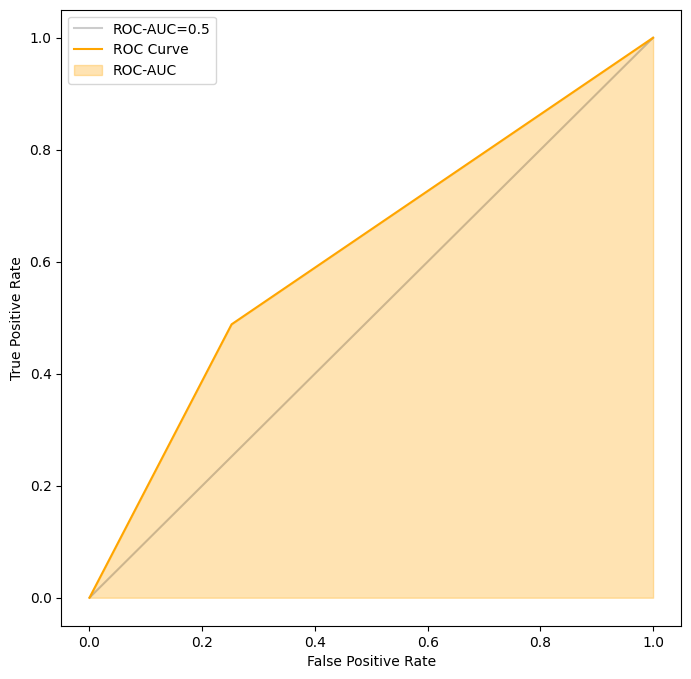 ROC-AUC=0.5
ROC Curve
ROC-AUC
1.0
0.8
0.6
0.4
0.2
0.0
True Positive Rate
0.0 0.2 0.4 0.6 0.8 1.0
False Positive Rate